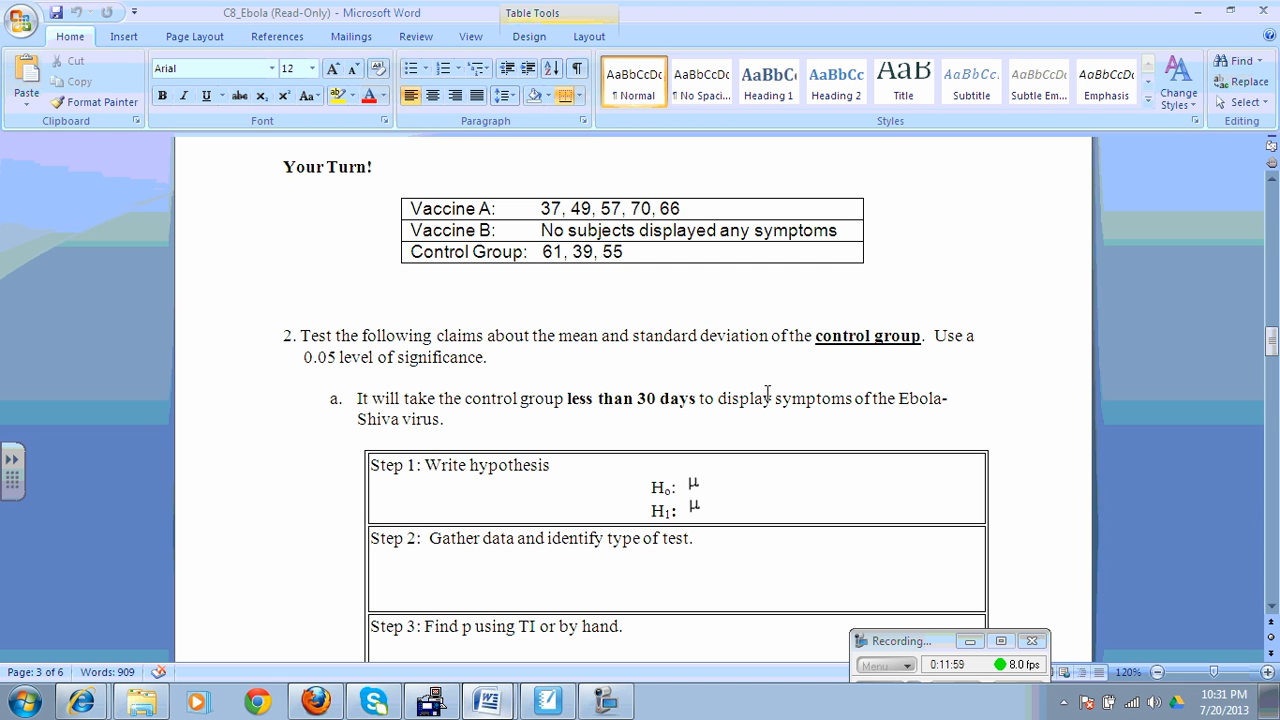 C8_Ebola (Read-Only) - Microsoft Word
Table Tools
Home Insert Page Layout References Mailings Review View Design Layout
Paste
Cut
Copy
Format Painter
Clipboard
Arial 12
Font
Paragraph
AaBbCcDc AaBbCcDc AaBbC AaBbCc AaB AaBbCc AaBbCcDc AaBbCcDc
¶ Normal ¶ No Spaci... Heading 1 Heading 2 Title Subtitle Subtle Em... Emphasis
Change Styles
Styles
Find
Replace
Select
Editing
Your Turn!
Vaccine A: 37, 49, 57, 70, 66
Vaccine B: No subjects displayed any symptoms
Control Group: 61, 39, 55
2. Test the following claims about the mean and standard deviation of the control group. Use a
0.05 level of significance.
a. It will take the control group less than 30 days to display symptoms of the Ebola-
Shiva virus.
Step 1: Write hypothesis
Ho: μ
H1: μ
Step 2: Gather data and identify type of test.
Step 3: Find p using TI or by hand.
Recording...
Menu 0:11:59 8.0 fps
Page: 3 of 6 Words: 909 120%
10:31 PM
7/20/2013